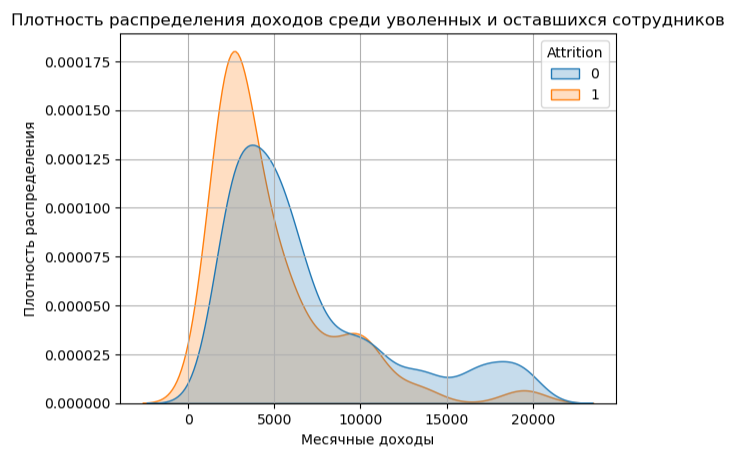 Плотность распределения доходов среди уволенных и оставшихся сотрудников
Attrition
0
1
0.000175
0.000150
0.000125
0.000100
0.000075
0.000050
0.000025
0.000000
Плотность распределения
0 5000 10000 15000 20000
Месячные доходы